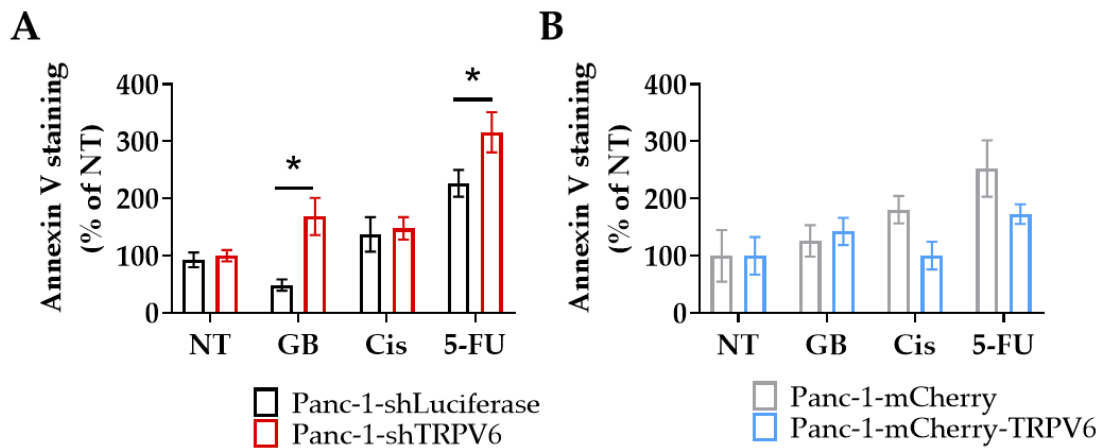 A
Annexin V staining
(% of NT)
400
300
200
100
0
*
*
NT GB Cis 5-FU
Panc-1-shLuciferase
Panc-1-shTRPV6
B
Annexin V staining
(% of NT)
400
300
200
100
0
NT GB Cis 5-FU
Panc-1-mCherry
Panc-1-mCherry-TRPV6